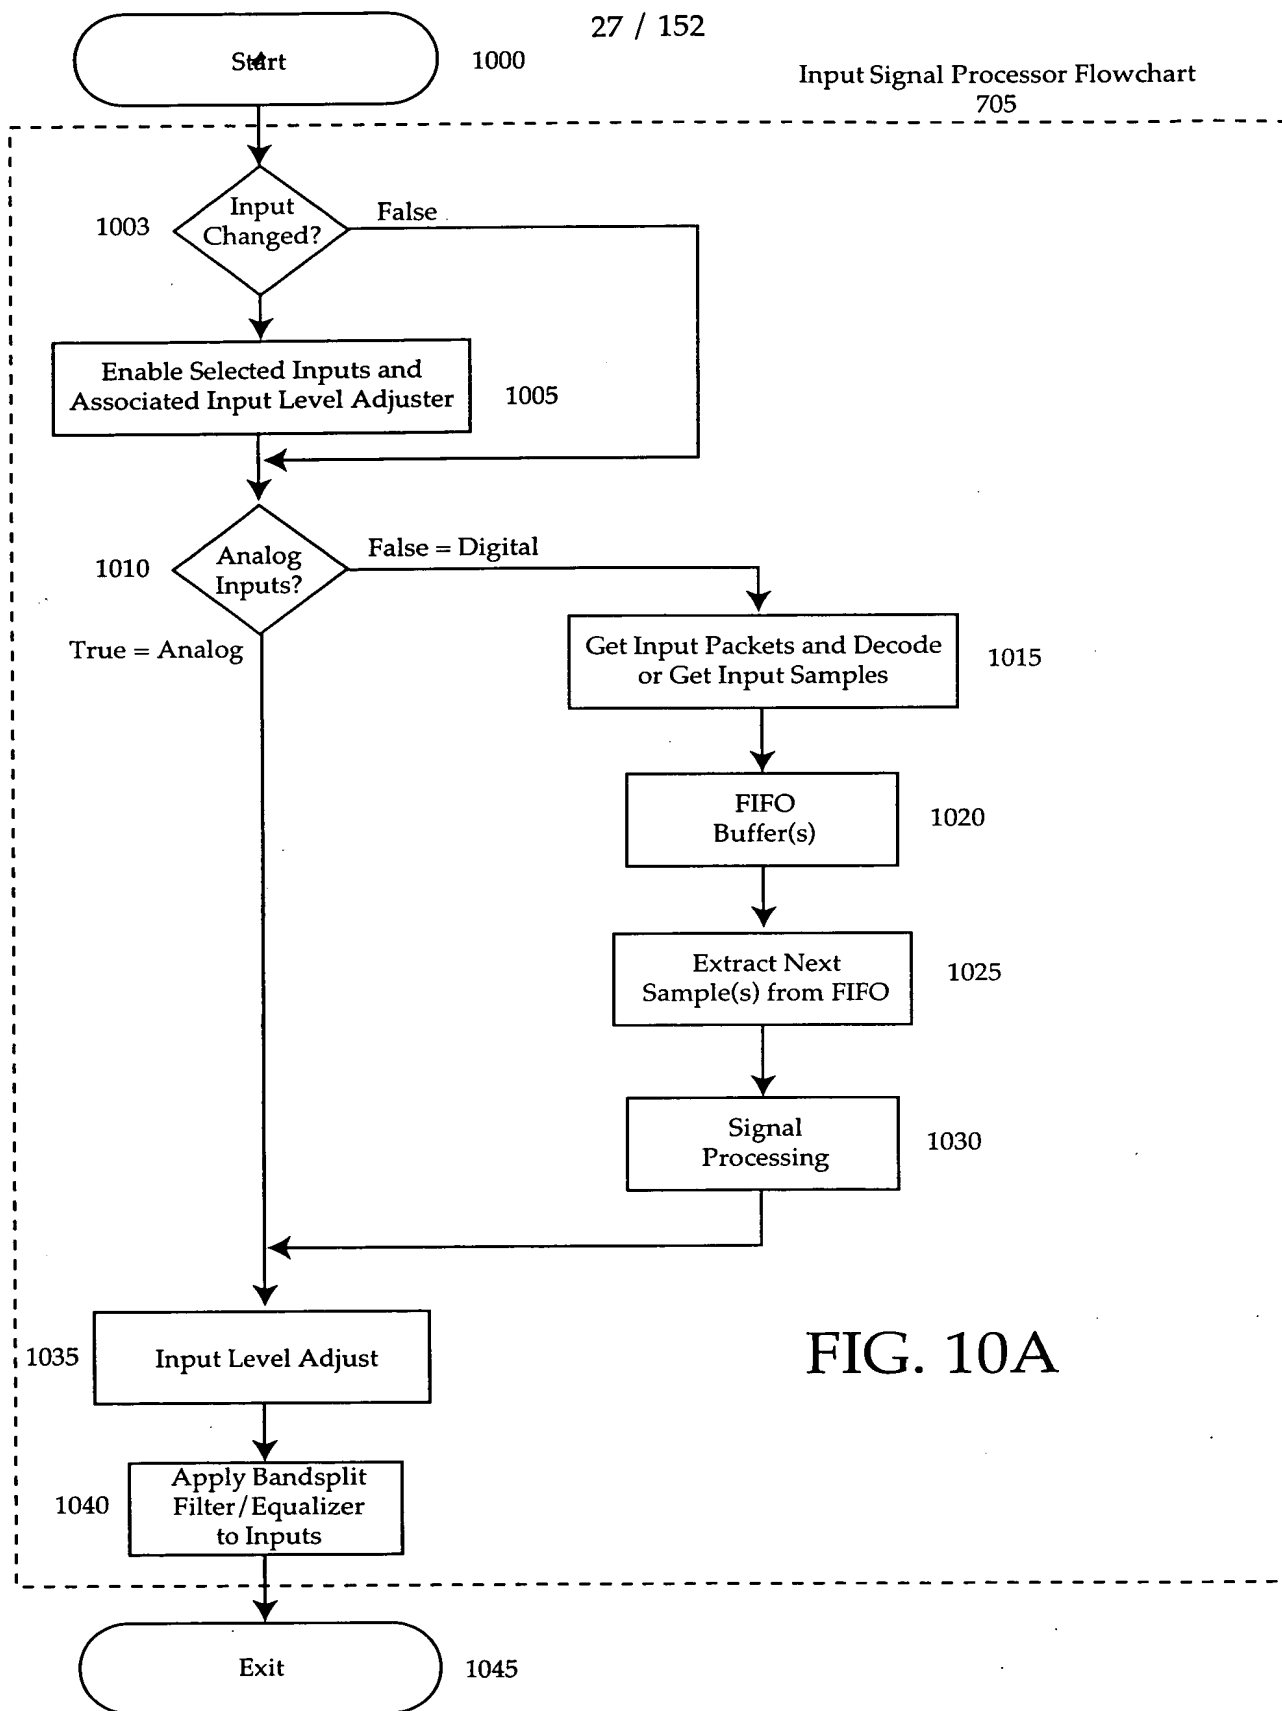 27 / 152
Start
1000
Input Signal Processor Flowchart
705
1003
Input
Changed?
False
Enable Selected Inputs and
Associated Input Level Adjuster
1005
1010
Analog
Inputs?
False = Digital
True = Analog
Get Input Packets and Decode
or Get Input Samples
1015
FIFO
Buffer(s)
1020
Extract Next
Sample(s) from FIFO
1025
Signal
Processing
1030
1035
Input Level Adjust
FIG. 10A
1040
Apply Bandsplit
Filter/Equalizer
to Inputs
Exit
1045